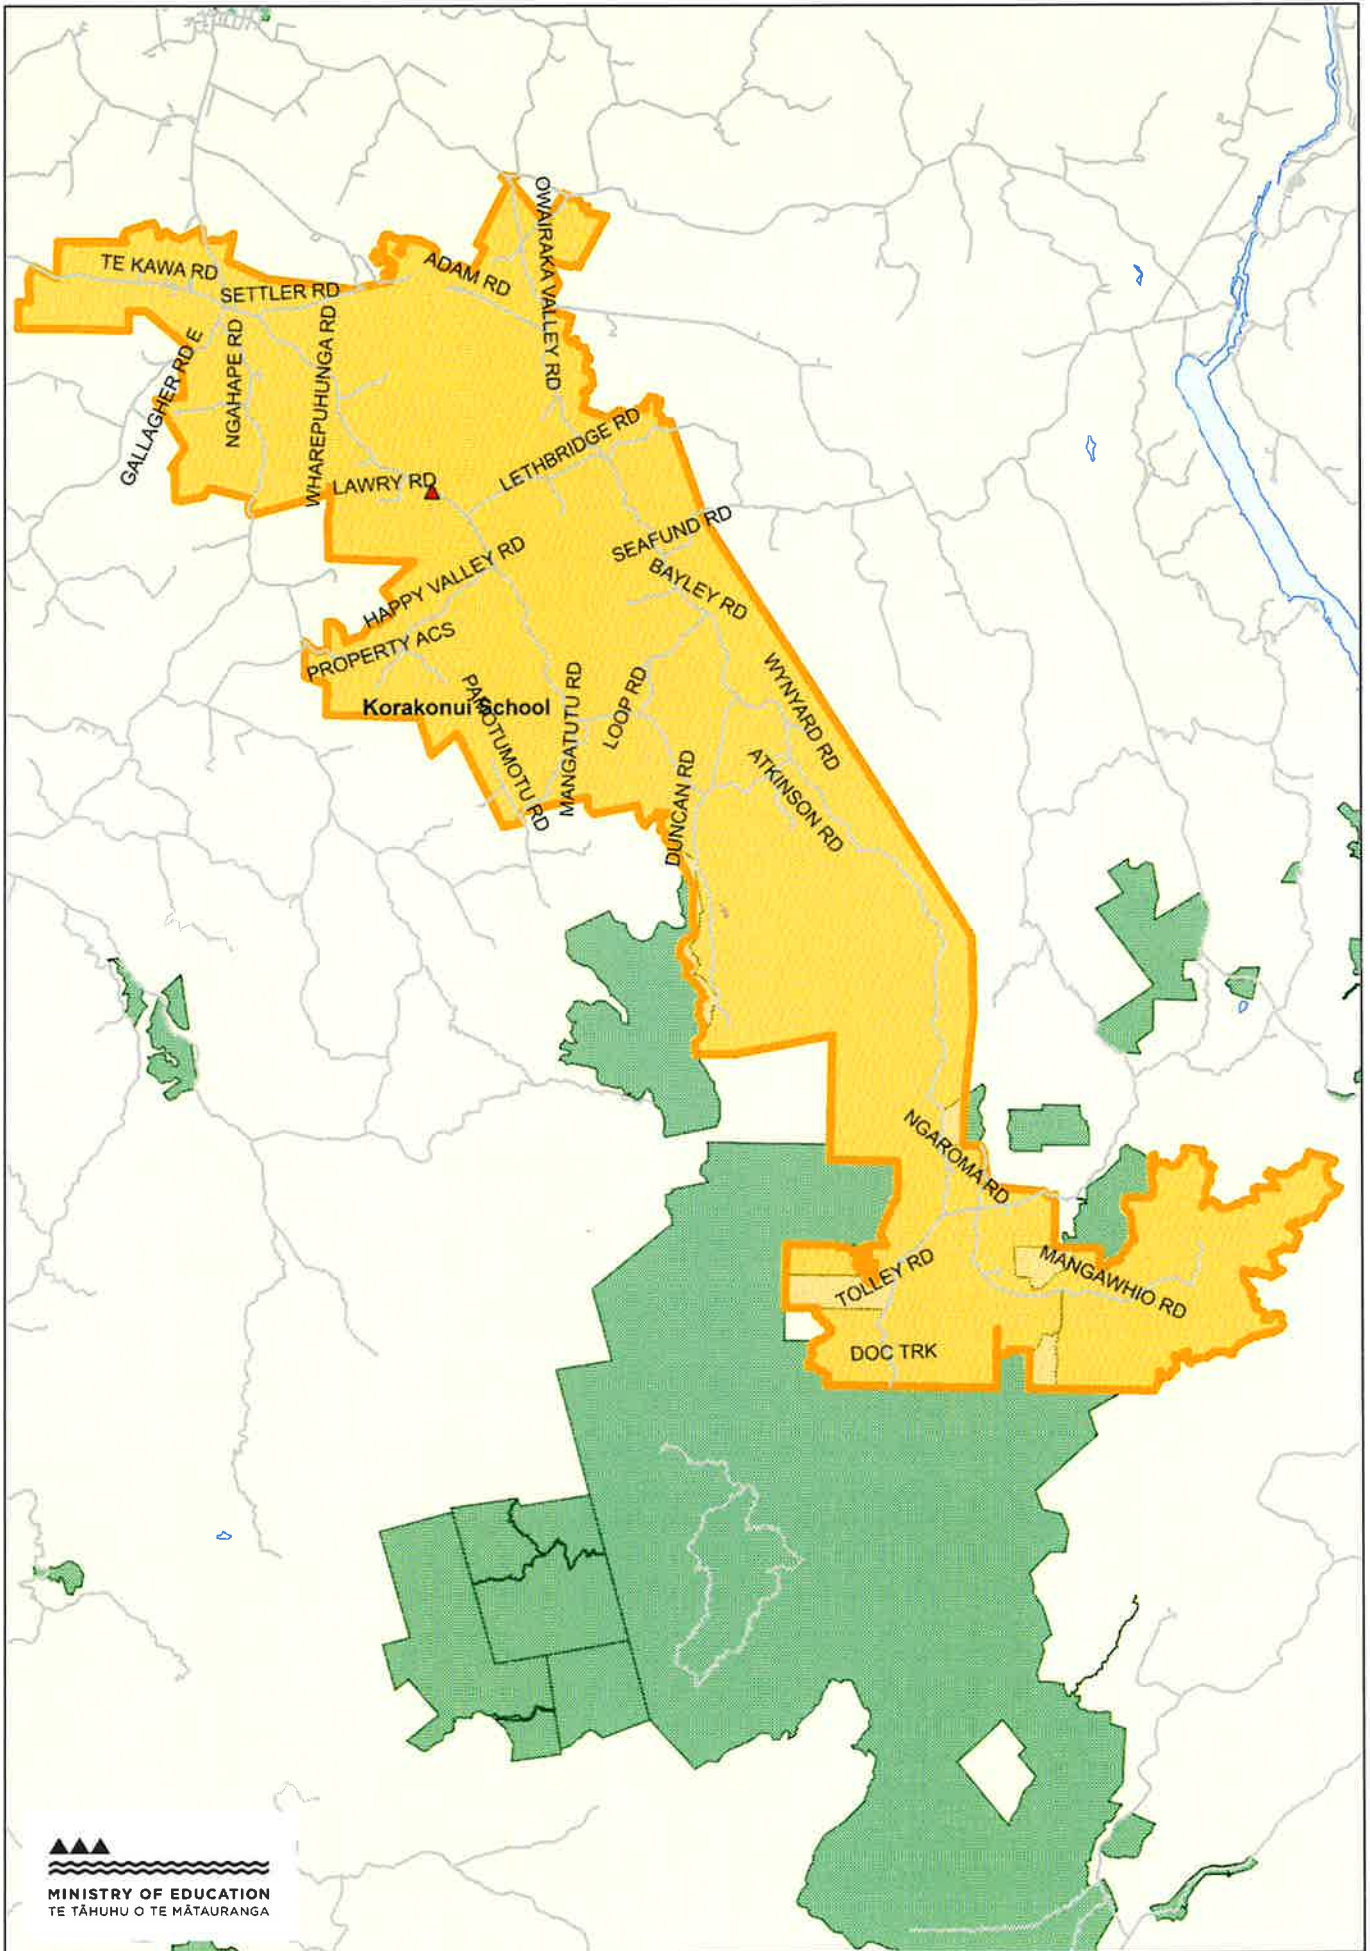 OWAIRAKA VALLEY RD
TE KAWA RD
ADAM RD
SETTLER RD
GALLAGHER RD E
NGAHAPE RD
WHAREPUHUNGA RD
LETHBRIDGE RD
LAWRY RD
SEAFUND RD
HAPPY VALLEY RD
BAYLEY RD
PROPERTY ACS
WYNYARD RD
Korakonui School
MANGATUTU RD
LOOP RD
ATKINSON RD
DUNCAN RD
NGAROMA RD
TOLLEY RD
MANGAWHIO RD
DOC TRK
MINISTRY OF EDUCATION
TE TĀHUHU O TE MĀTAURANGA